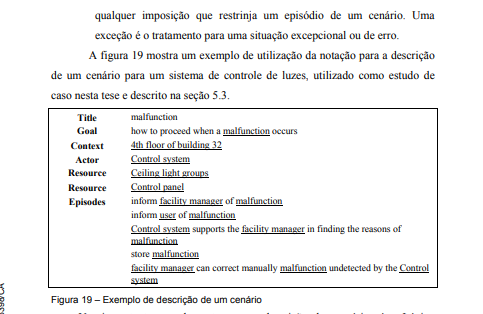 qualquer imposição que restrinja um episódio de um cenário. Uma
exceção é o tratamento para uma situação excepcional ou de erro.
A figura 19 mostra um exemplo de utilização da notação para a descrição
de um cenário para um sistema de controle de luzes, utilizado como estudo de
caso nesta tese e descrito na seção 5.3.
Title malfunction
Goal how to proceed when a malfunction occurs
Context 4th floor of building 32
Actor Control system
Resource Ceiling light groups
Resource Control panel
Episodes inform facility manager of malfunction
inform user of malfunction
Control system supports the facility manager in finding the reasons of
malfunction
store malfunction
facility manager can correct manually malfunction undetected by the Control
system
Figura 19 – Exemplo de descrição de um cenário